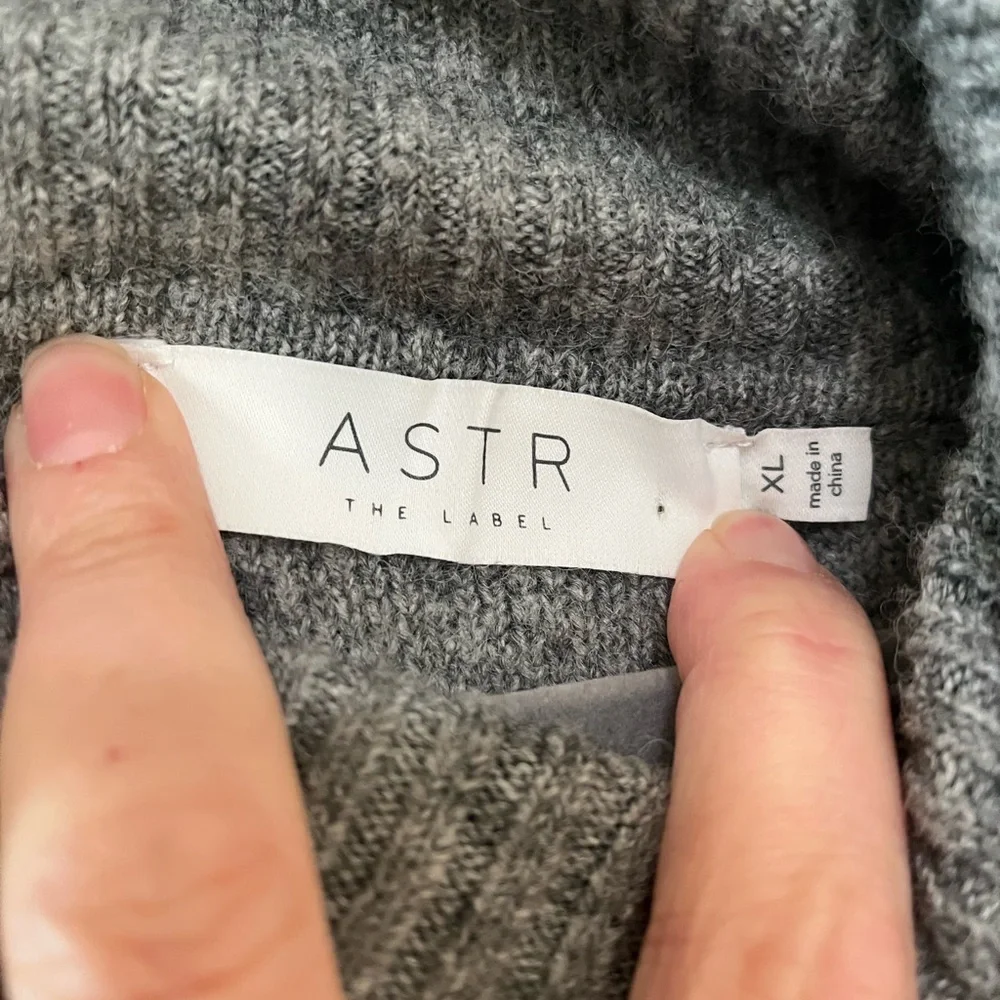 ASTR
THE LABEL
XL
made in
china